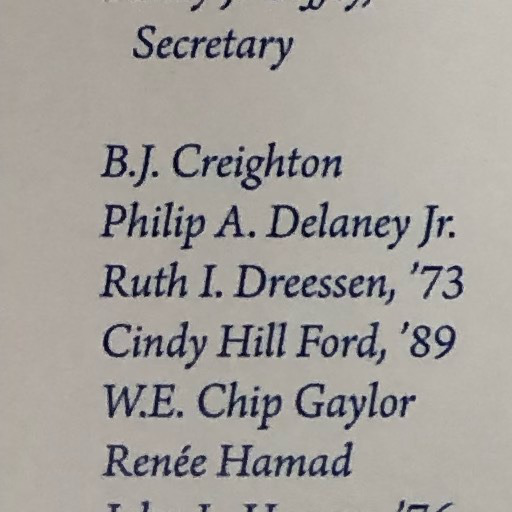 Secretary
B.J. Creighton
Philip A. Delaney Jr.
Ruth I. Dreessen, ’73
Cindy Hill Ford, ’89
W.E. Chip Gaylor
Renée Hamad